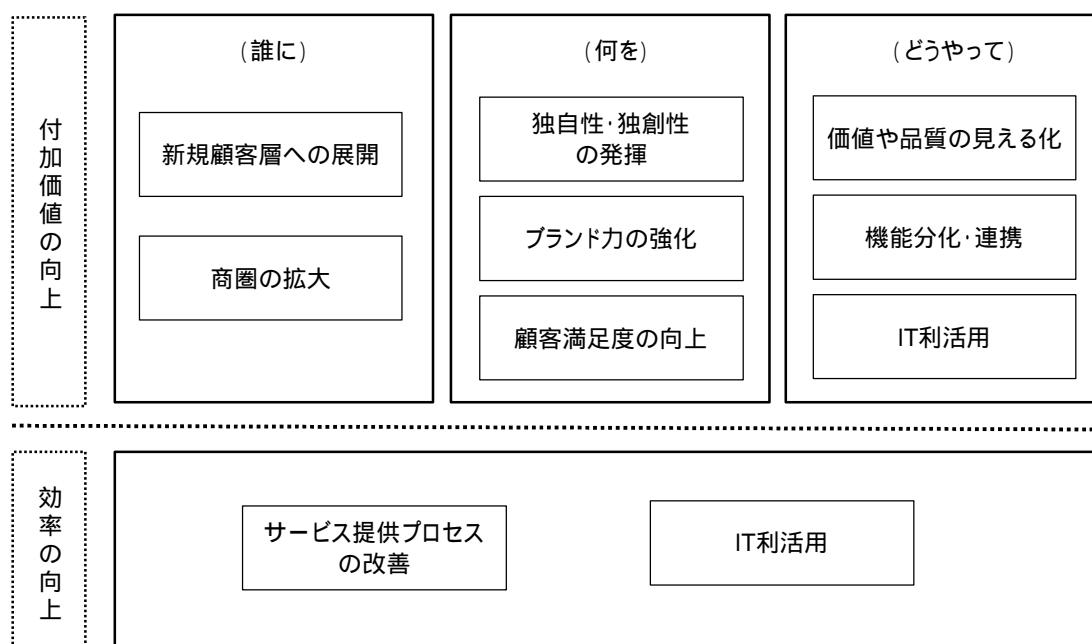 付加価値の向上
(誰に)
新規顧客層への展開
商圏の拡大
(何を)
独自性･独創性
の発揮
ブランド力の強化
顧客満足度の向上
(どうやって)
価値や品質の見える化
機能分化･連携
IT利活用
効率の向上
サービス提供プロセス
の改善
IT利活用